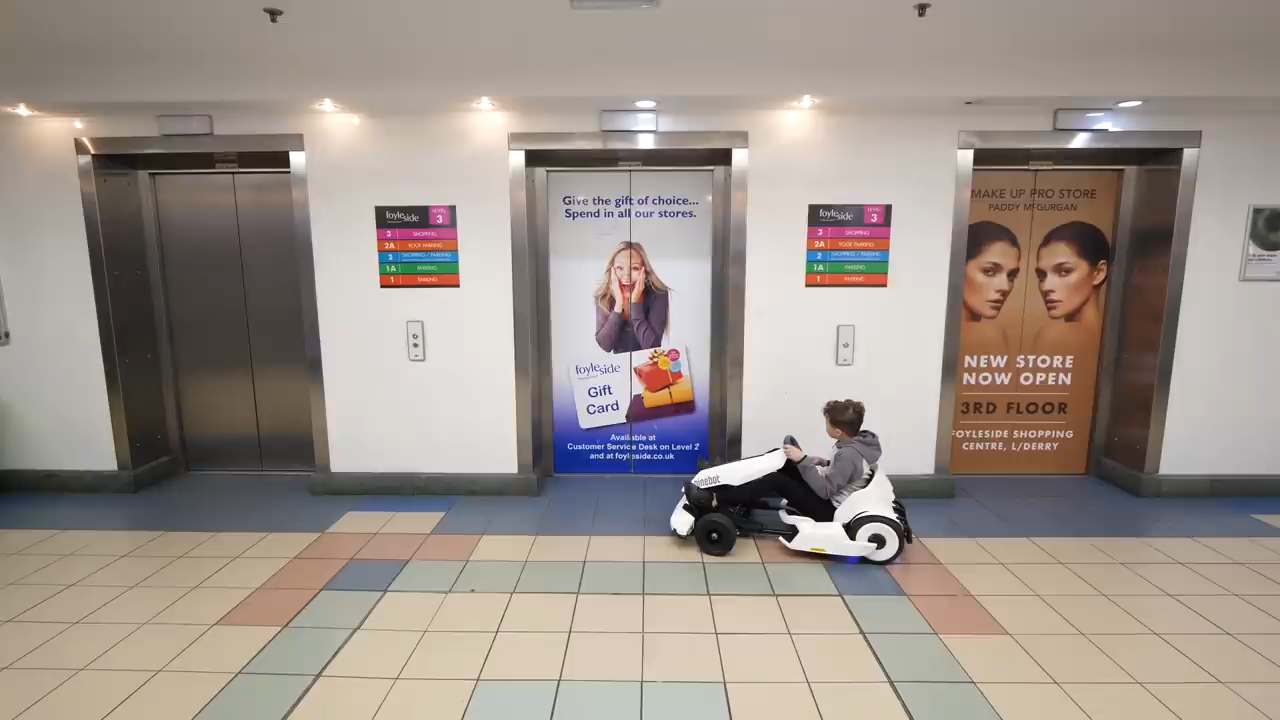 foyleside
LEVEL 3
3 SHOPPING
2A ROOF PARKING
2 SHOPPING / PARKING
1A PARKING
1 PARKING
Give the gift of choice...
Spend in all our stores.
foyleside
Gift
Card
Available at
Customer Service Desk on Level 2
and at foyleside.co.uk
foyleside
LEVEL 3
3 SHOPPING
2A ROOF PARKING
2 SHOPPING / PARKING
1A PARKING
1 PARKING
MAKE UP PRO STORE
PADDY McGURGAN
NEW STORE
NOW OPEN
3RD FLOOR
FOYLESIDE SHOPPING
CENTRE, L/DERRY
ninebot